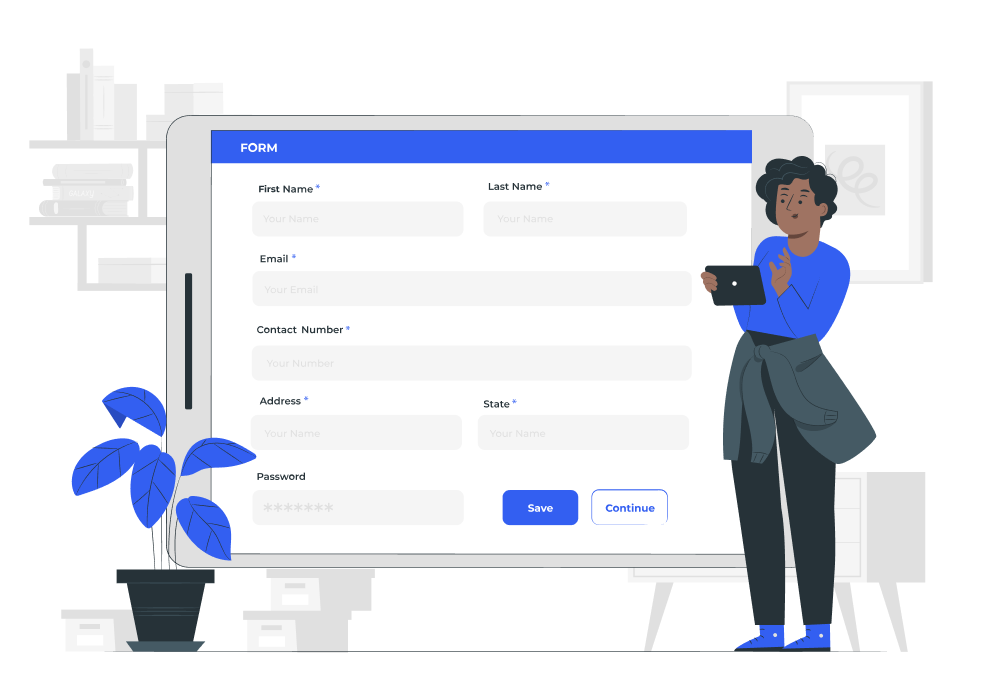 FORM
First Name *
Last Name *
Your Name
Your Name
Email *
Your Email
Contact Number *
Your Number
Address *
State *
Your Name
Your Name
Password
*******
Save
Continue